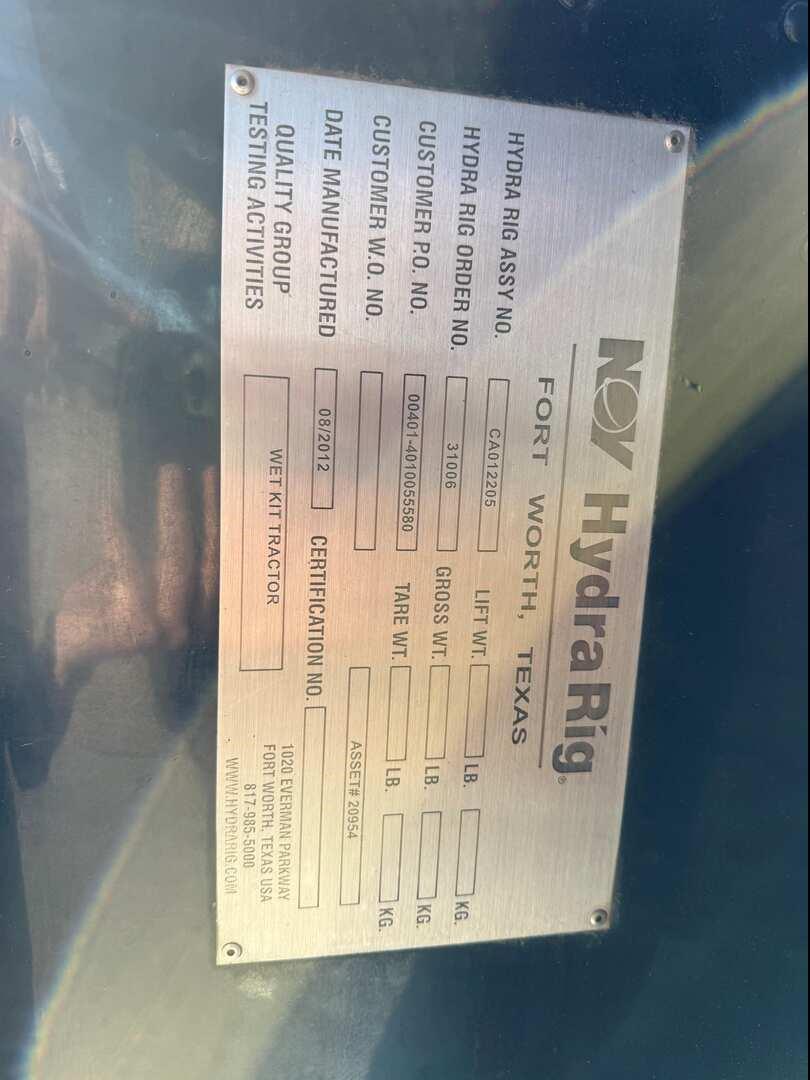 NOV Hydra Rig®
FORT WORTH, TEXAS
HYDRA RIG ASSY NO. CA012205 LIFT WT. LB. KG.
HYDRA RIG ORDER NO. 31006 GROSS WT. LB. KG.
CUSTOMER P.O. NO. 00401-4010055580 TARE WT. LB. KG.
CUSTOMER W.O. NO. ASSET# 20954
DATE MANUFACTURED 08/2012 CERTIFICATION NO.
QUALITY GROUP
TESTING ACTIVITIES
WET KIT TRACTOR
1020 EVERMAN PARKWAY
FORT WORTH, TEXAS USA
817-985-5000
WWW.HYDRARIG.COM